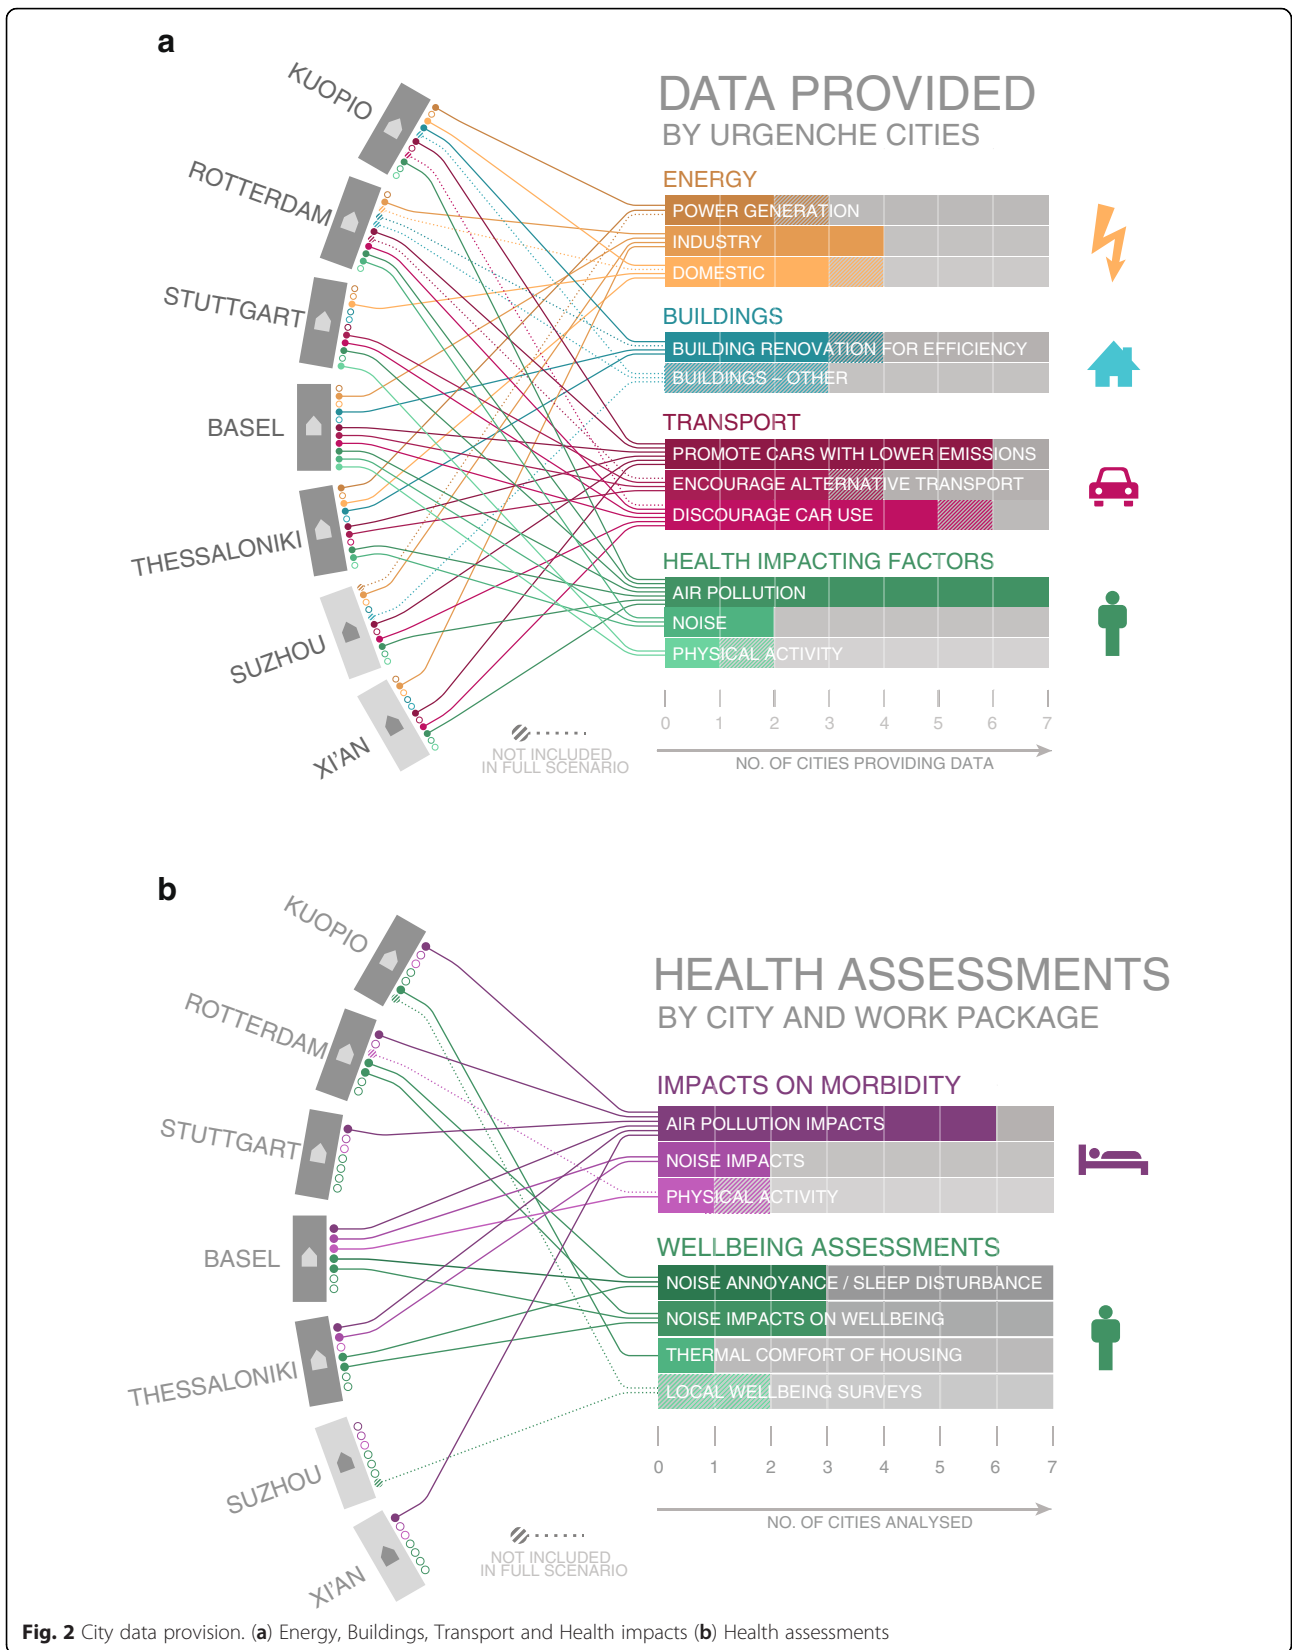 a
KUOPIO
ROTTERDAM
STUTTGART
BASEL
THESSALONIKI
SUZHOU
XI'AN
DATA PROVIDED
BY URGENCHE CITIES
ENERGY
POWER GENERATION
INDUSTRY
DOMESTIC
BUILDINGS
BUILDING RENOVATION FOR EFFICIENCY
BUILDINGS – OTHER
TRANSPORT
PROMOTE CARS WITH LOWER EMISSIONS
ENCOURAGE ALTERNATIVE TRANSPORT
DISCOURAGE CAR USE
HEALTH IMPACTING FACTORS
AIR POLLUTION
NOISE
PHYSICAL ACTIVITY
0 1 2 3 4 5 6 7
NO. OF CITIES PROVIDING DATA
NOT INCLUDED
IN FULL SCENARIO
b
KUOPIO
ROTTERDAM
STUTTGART
BASEL
THESSALONIKI
SUZHOU
XI'AN
HEALTH ASSESSMENTS
BY CITY AND WORK PACKAGE
IMPACTS ON MORBIDITY
AIR POLLUTION IMPACTS
NOISE IMPACTS
PHYSICAL ACTIVITY
WELLBEING ASSESSMENTS
NOISE ANNOYANCE / SLEEP DISTURBANCE
NOISE IMPACTS ON WELLBEING
THERMAL COMFORT OF HOUSING
LOCAL WELLBEING SURVEYS
0 1 2 3 4 5 6 7
NO. OF CITIES ANALYSED
NOT INCLUDED
IN FULL SCENARIO
Fig. 2 City data provision. (a) Energy, Buildings, Transport and Health impacts (b) Health assessments